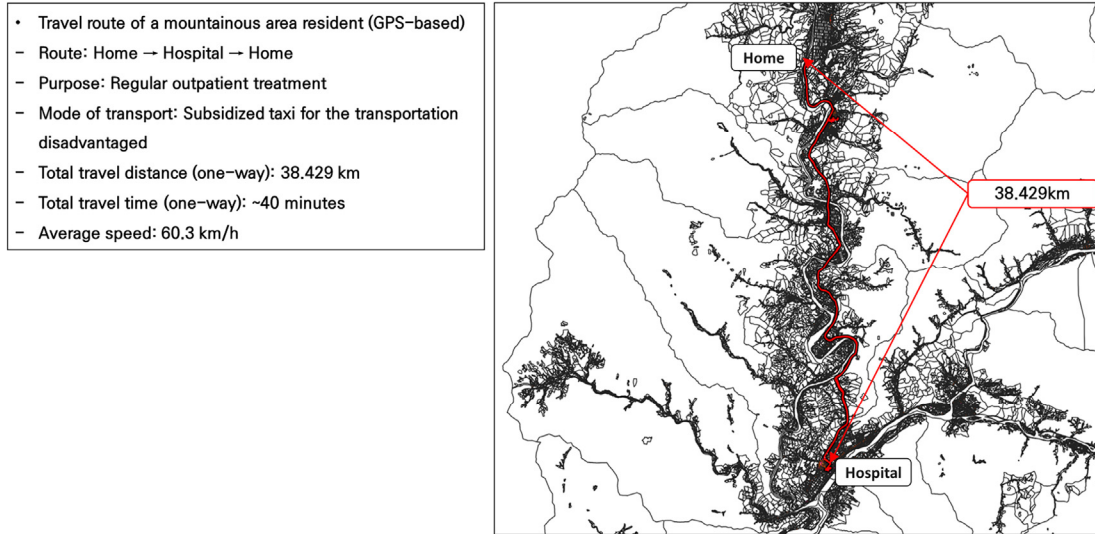 • Travel route of a mountainous area resident (GPS-based)
– Route: Home → Hospital → Home
– Purpose: Regular outpatient treatment
– Mode of transport: Subsidized taxi for the transportation
disadvantaged
– Total travel distance (one-way): 38.429 km
– Total travel time (one-way): ~40 minutes
– Average speed: 60.3 km/h
Home
38.429km
Hospital